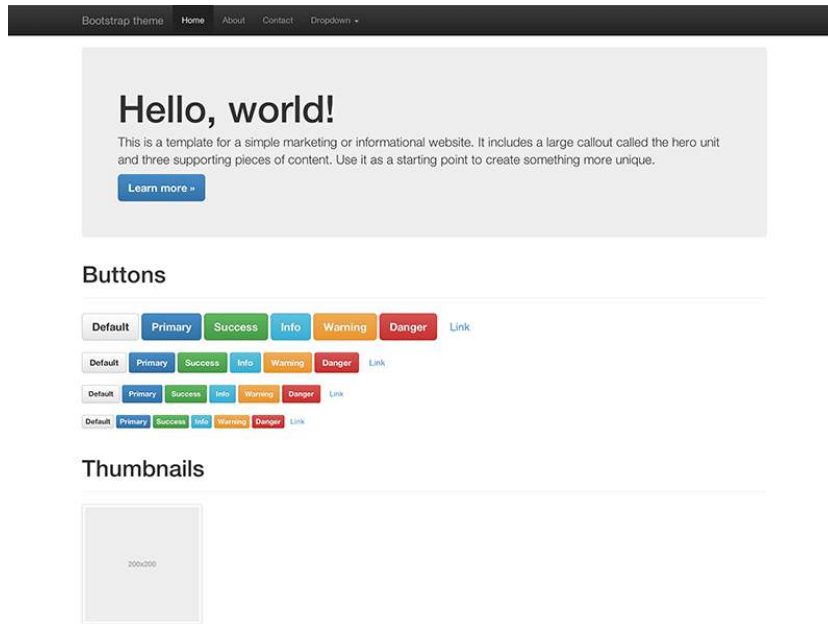 Bootstrap theme Home About Contact Dropdown
Hello, world!
This is a template for a simple marketing or informational website. It includes a large callout called the hero unit
and three supporting pieces of content. Use it as a starting point to create something more unique.
Learn more »
Buttons
Default Primary Success Info Warning Danger Link
Default Primary Success Info Warning Danger Link
Default Primary Success Info Warning Danger Link
Default Primary Success Info Warning Danger Link
Thumbnails
200x200